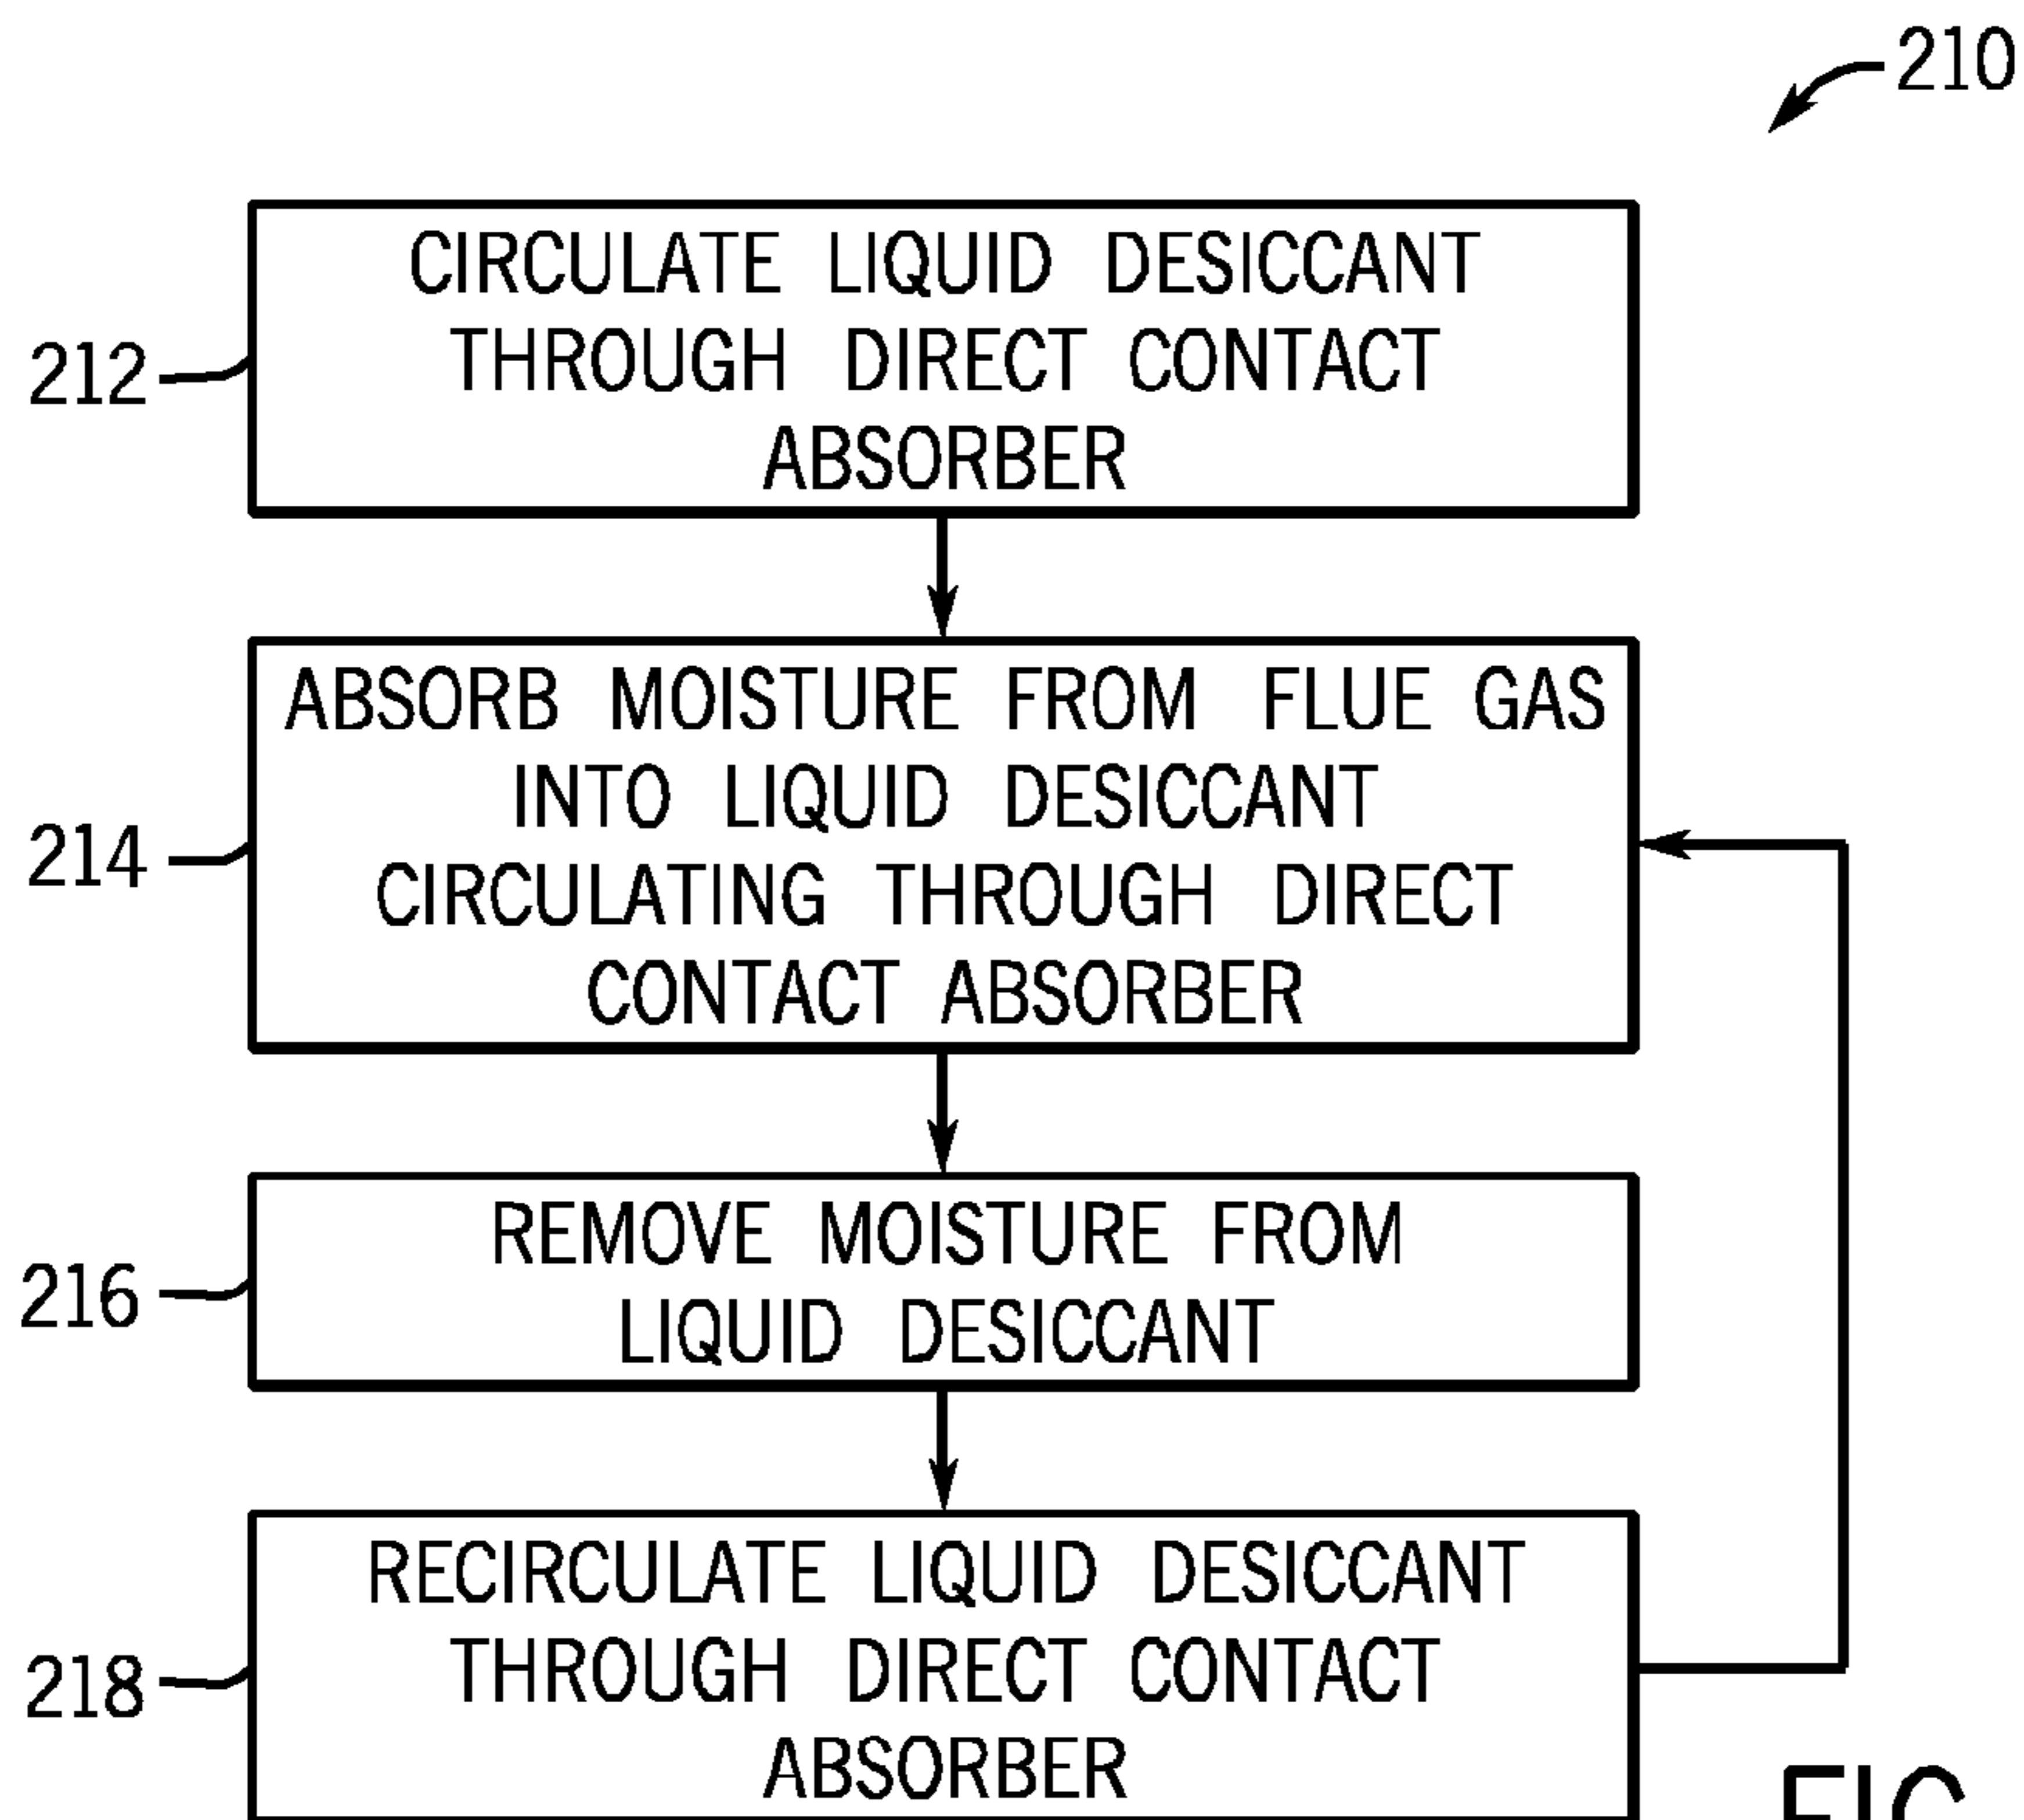 210
CIRCULATE LIQUID DESICCANT
THROUGH DIRECT CONTACT
ABSORBER
212
ABSORB MOISTURE FROM FLUE GAS
INTO LIQUID DESICCANT
CIRCULATING THROUGH DIRECT
CONTACT ABSORBER
214
REMOVE MOISTURE FROM
LIQUID DESICCANT
216
RECIRCULATE LIQUID DESICCANT
THROUGH DIRECT CONTACT
ABSORBER
218